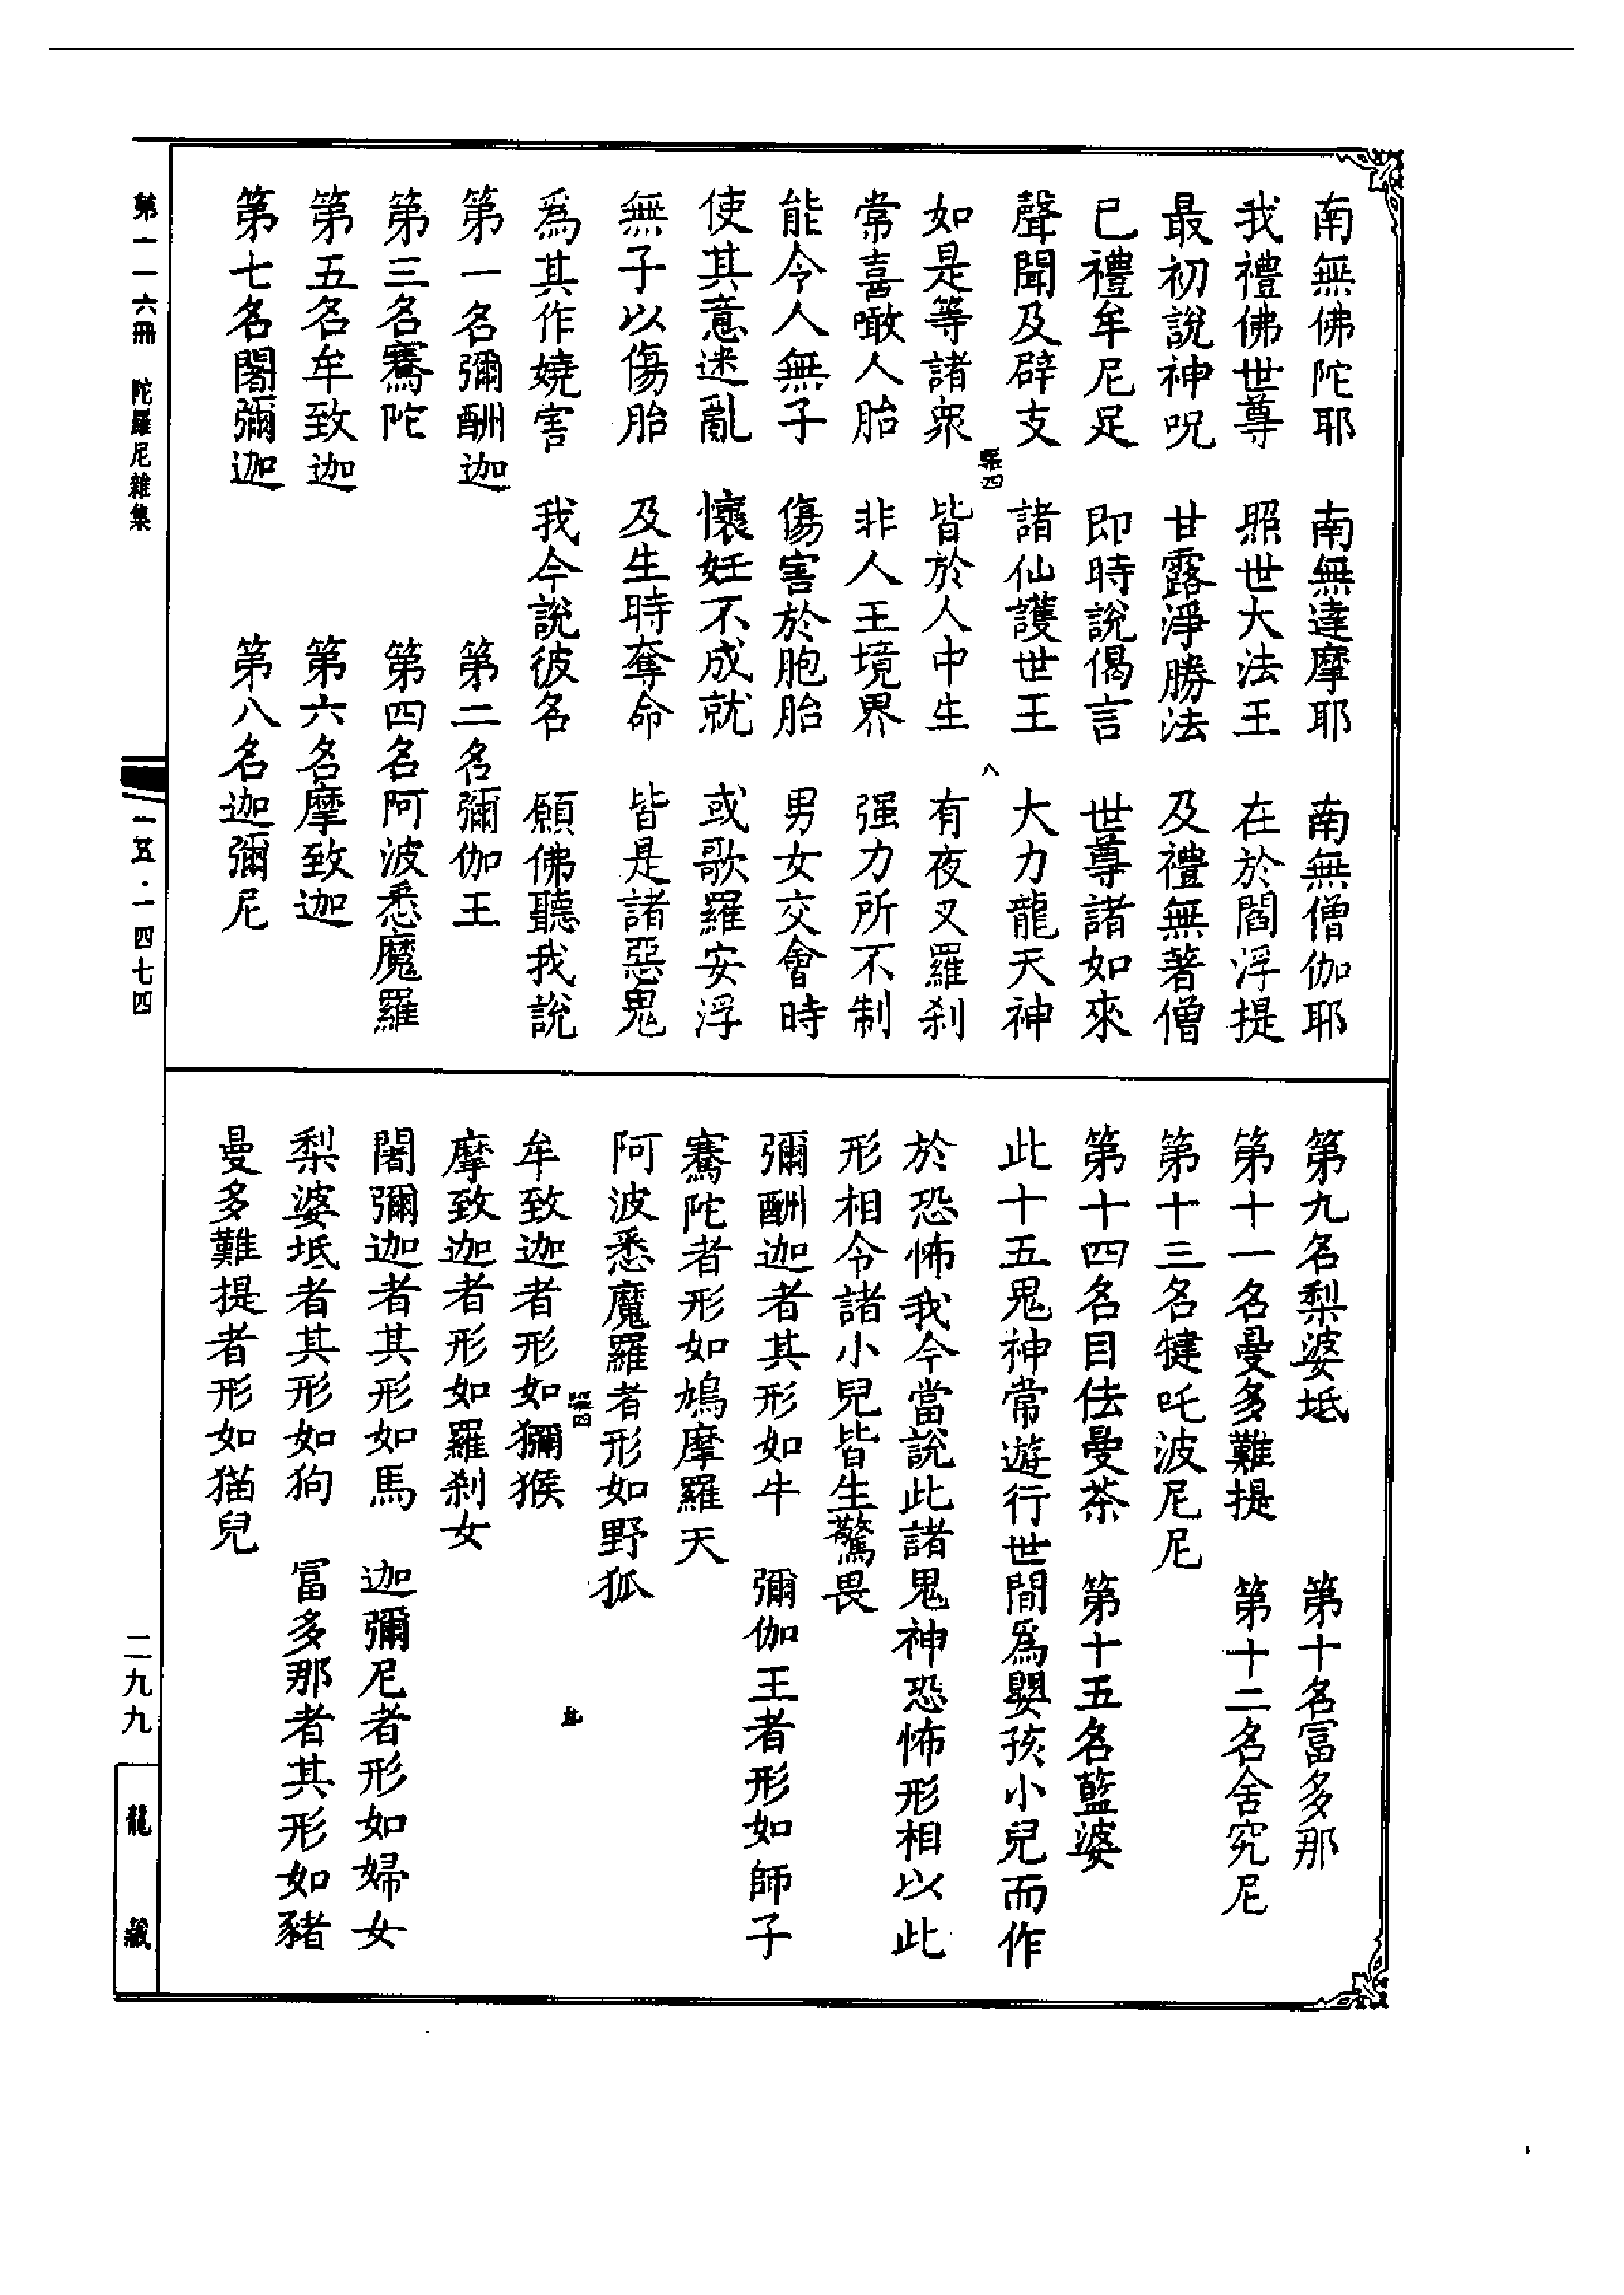 南無佛陀耶　南無達摩耶　南無僧伽耶
我禮佛世尊　照世大法王　在於閻浮提
最初說神呪　甘露淨勝法　及禮無著僧
已禮牟尼足　即時說偈言　世尊諸如來
聲聞及辟支　諸仙護世王　大力龍天神
如是等諸衆　皆於人中生　有夜叉羅剎
常喜噉人胎　非人王境界　强力所不制
能令人無子　傷害於胞胎　男女交會時
使其意迷亂　懷妊不成就　或歌羅安浮
無子以傷胎　及生時奪命　皆是諸惡鬼
爲其作嬈害　我今說彼名　願佛聽我說
第一名彌酬迦　第二名彌伽王
第三名騫陀　第四名阿波悉魔羅
第五名牟致迦　第六名摩致迦
第七名闍彌迦　第八名迦彌尼
第九名梨婆坻　第十名富多那
第十一名曼多難提　第十二名舍究尼
第十三名犍吒波尼尼
第十四名目佉曼荼　第十五名藍婆
此十五鬼神常遊行世間爲嬰孩小兒而作
於恐怖我今當說此諸鬼神恐怖形相以此
形相令諸小兒皆生驚畏
彌酬迦者其形如牛　彌伽王者形如師子
騫陀者形如鳩摩羅天
阿波悉魔羅者形如野狐
牟致迦者形如獼猴
摩致迦者形如羅剎女
闍彌迦者其形如馬　迦彌尼者形如婦女
梨婆坻者其形如狗　富多那者其形如豬
曼多難提者形如猫兒
第一一六冊　陀羅尼雜集
一五·一四七四
二九九
龍藏